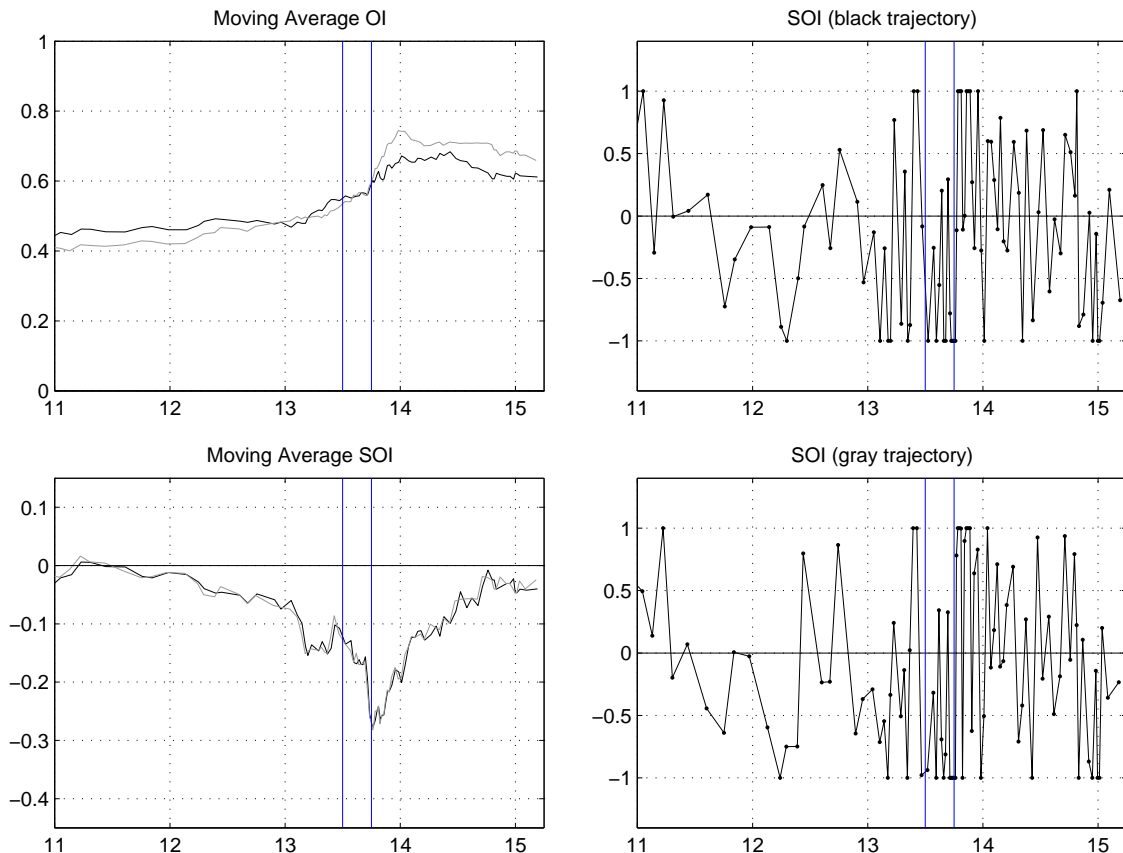 Moving Average OI
1
0.8
0.6
0.4
0.2
0
11 12 13 14 15
SOI (black trajectory)
1
0.5
0
−0.5
−1
11 12 13 14 15
Moving Average SOI
0.1
0
−0.1
−0.2
−0.3
−0.4
11 12 13 14 15
SOI (gray trajectory)
1
0.5
0
−0.5
−1
11 12 13 14 15